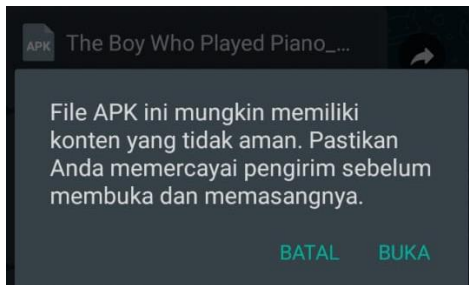 APK The Boy Who Played Piano_...
File APK ini mungkin memiliki
konten yang tidak aman. Pastikan
Anda memercayai pengirim sebelum
membuka dan memasangnya.
BATAL BUKA